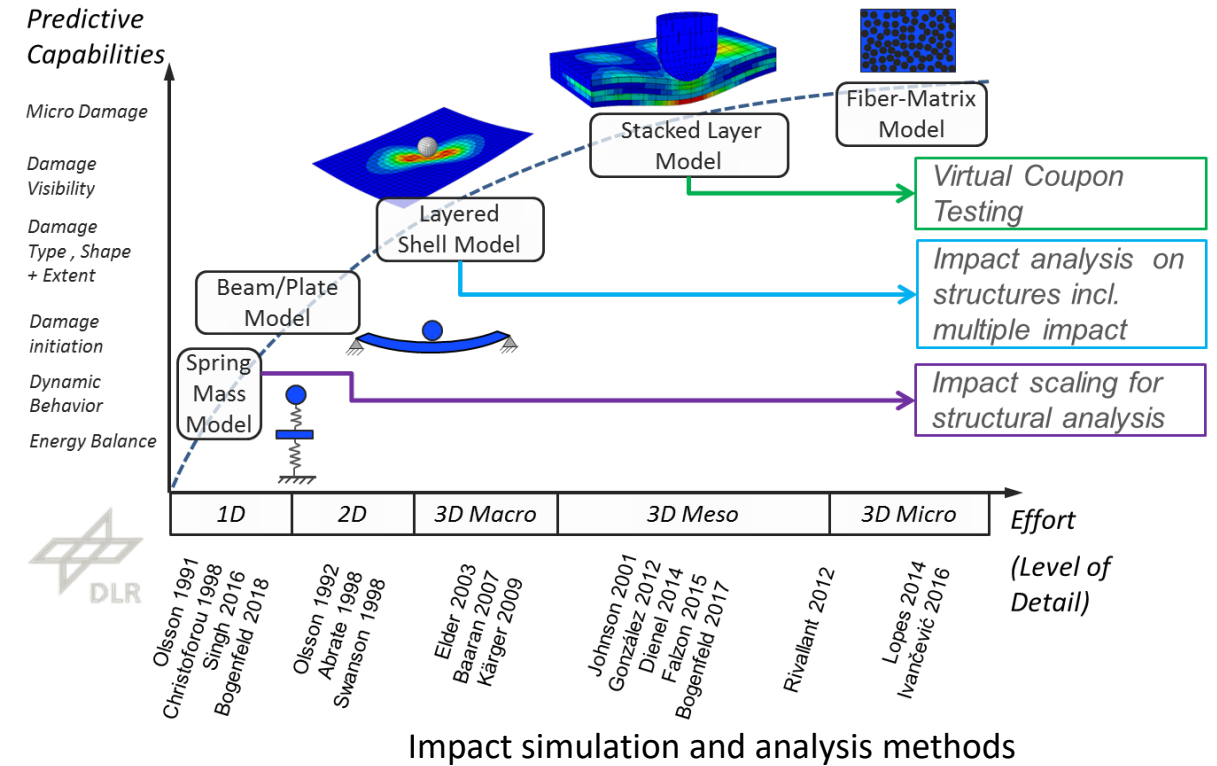 Predictive
Capabilities
Micro Damage
Damage
Visibility
Damage
Type , Shape
+ Extent
Damage
initiation
Dynamic
Behavior
Energy Balance
Spring
Mass
Model
Beam/Plate
Model
Layered
Shell Model
Stacked Layer
Model
Fiber-Matrix
Model
Virtual Coupon
Testing
Impact analysis on
structures incl.
multiple impact
Impact scaling for
structural analysis
1D
2D
3D Macro
3D Meso
3D Micro
Effort
(Level of
Detail)
DLR
Olsson 1991
Christoforou 1998
Singh 2016
Bogenfeld 2018
Olsson 1992
Abrate 1998
Swanson 1998
Elder 2003
Baaran 2007
Kärger 2009
Johnson 2001
González 2012
Dienel 2014
Falzon 2015
Bogenfeld 2017
Rivallant 2012
Lopes 2014
Ivančević 2016
Impact simulation and analysis methods